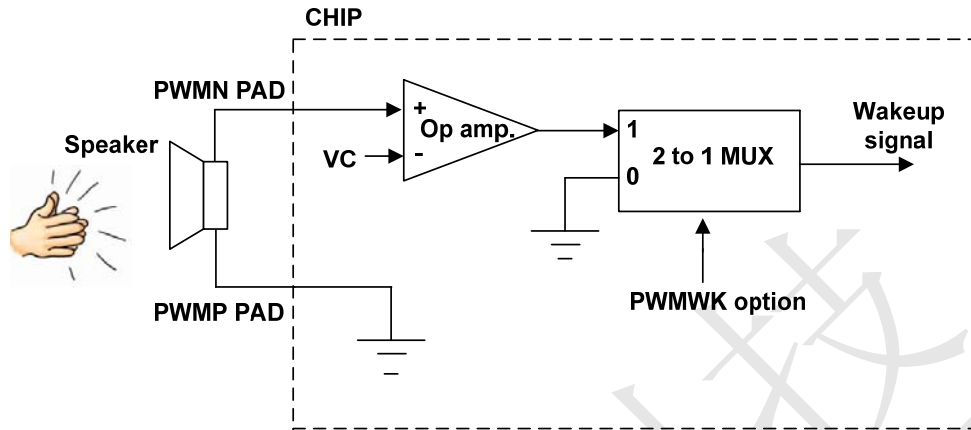 CHIP
PWMN PAD
Speaker
+
Op amp.
-
VC
1
2 to 1 MUX
0
Wakeup
signal
PWMWK option
PWMP PAD
技